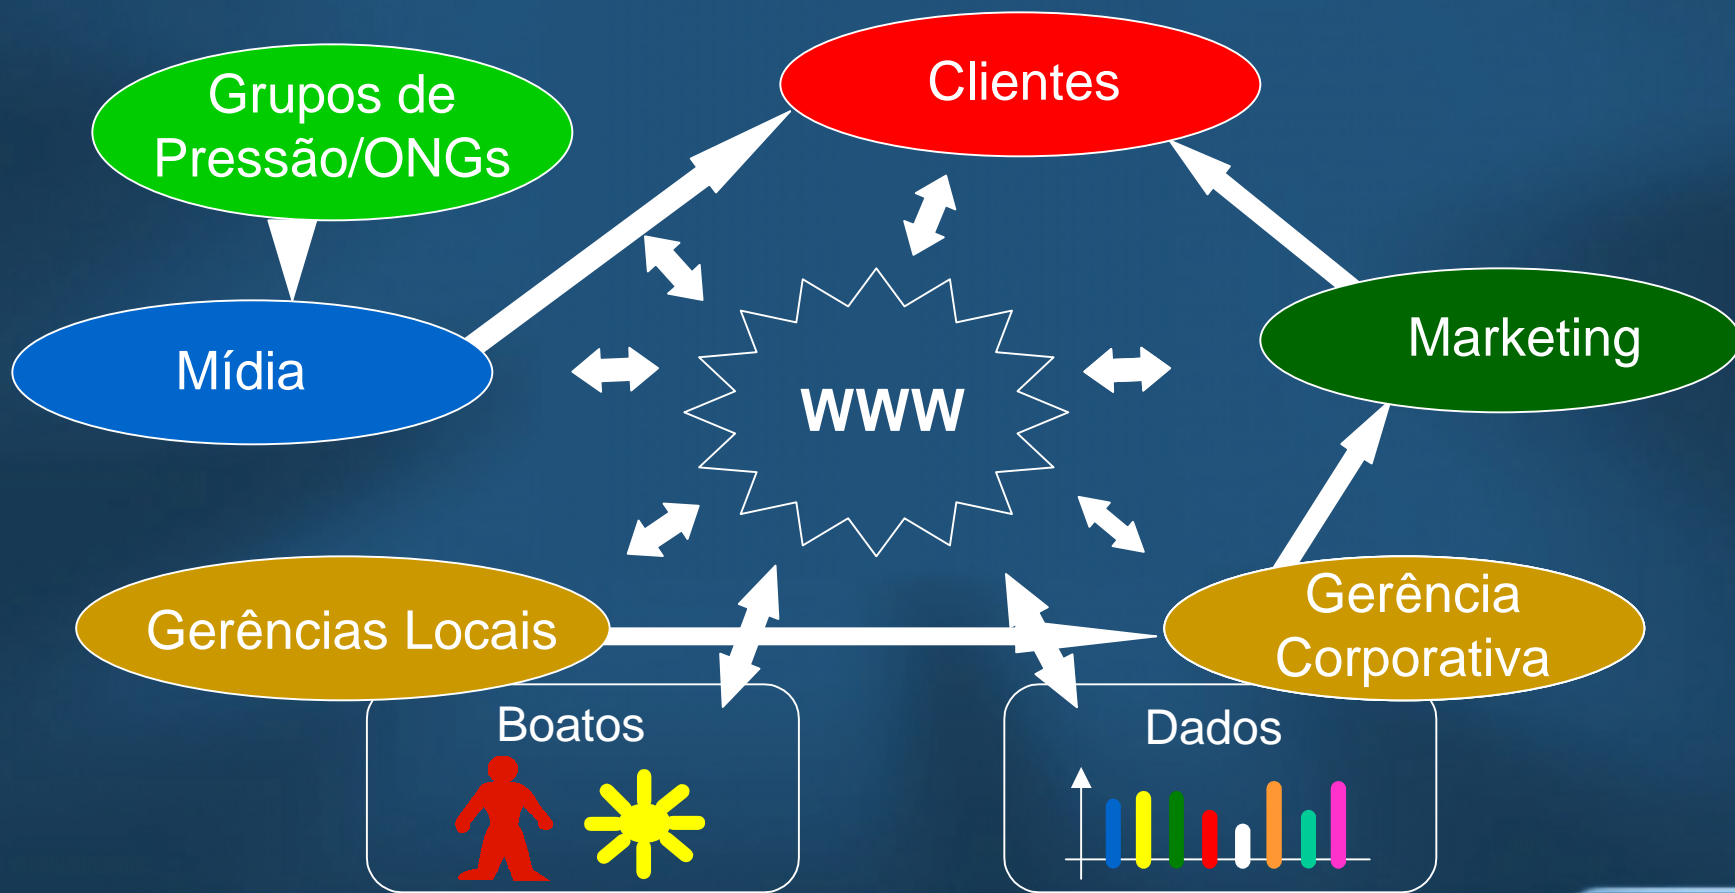 Grupos de
Pressão/ONGs
Clientes
Mídia
WWW
Marketing
Gerências Locais
Gerência
Corporativa
Boatos
Dados